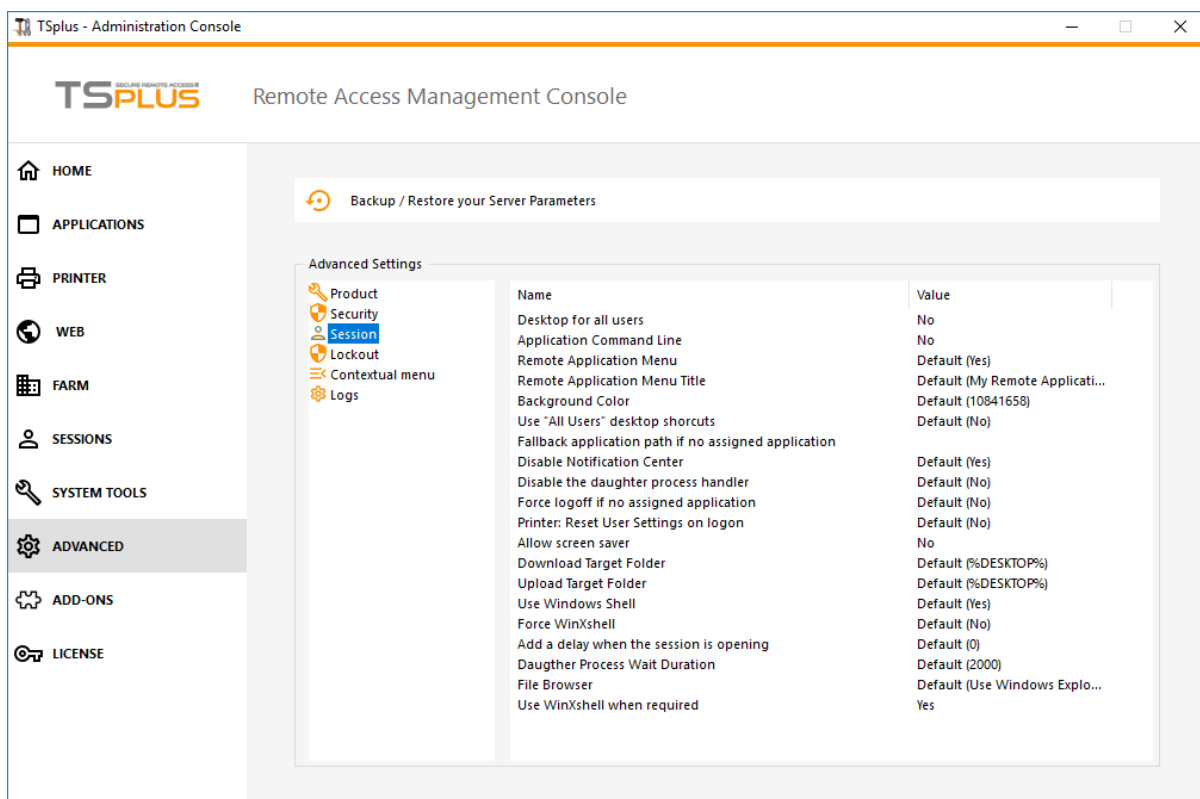 TSplus - Administration Console
TSPLUS
SECURE REMOTE ACCESS
Remote Access Management Console
HOME
APPLICATIONS
PRINTER
WEB
FARM
SESSIONS
SYSTEM TOOLS
ADVANCED
ADD-ONS
LICENSE
Backup / Restore your Server Parameters
Advanced Settings
Product
Security
Session
Lockout
Contextual menu
Logs
Name Value
Desktop for all users No
Application Command Line No
Remote Application Menu Default (Yes)
Remote Application Menu Title Default (My Remote Applicati...
Background Color Default (10841658)
Use "All Users" desktop shorcuts Default (No)
Fallback application path if no assigned application
Disable Notification Center Default (Yes)
Disable the daughter process handler Default (No)
Force logoff if no assigned application Default (No)
Printer: Reset User Settings on logon Default (No)
Allow screen saver No
Download Target Folder Default (%DESKTOP%)
Upload Target Folder Default (%DESKTOP%)
Use Windows Shell Default (Yes)
Force WinXshell Default (No)
Add a delay when the session is opening Default (0)
Daugther Process Wait Duration Default (2000)
File Browser Default (Use Windows Explo...
Use WinXshell when required Yes